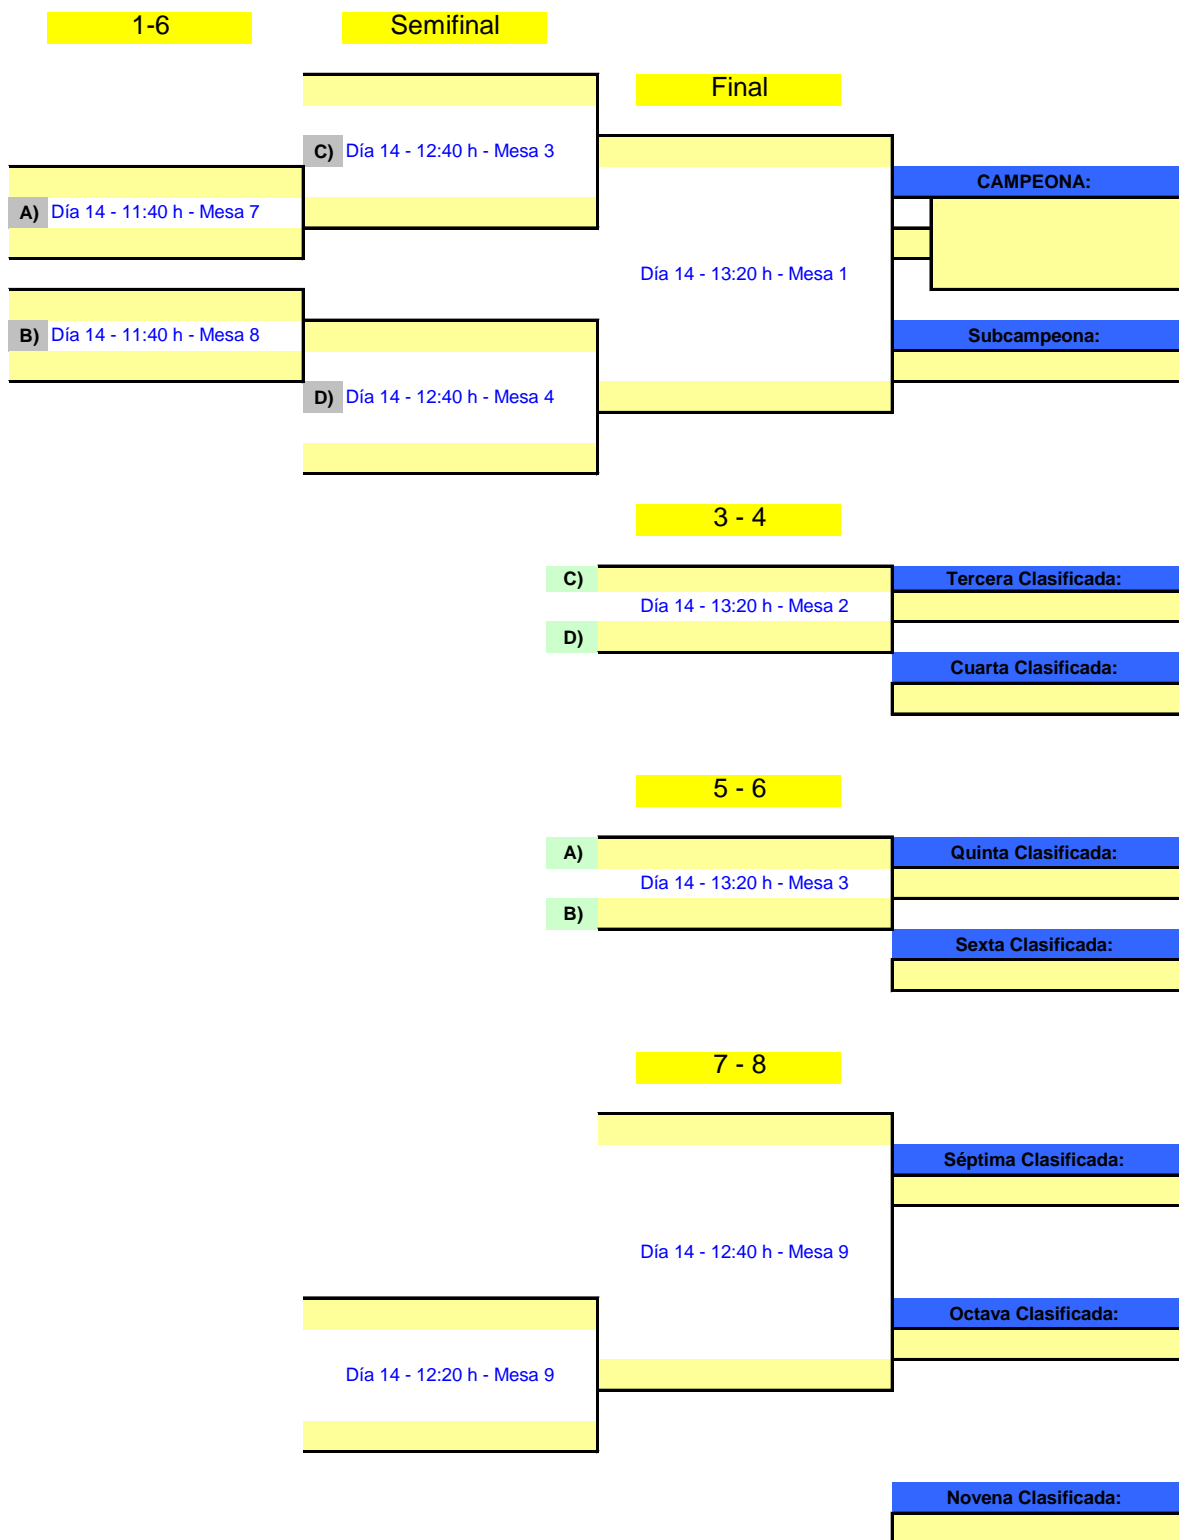 1-6
Semifinal
Final
C) Día 14 - 12:40 h - Mesa 3
CAMPEONA:
A) Día 14 - 11:40 h - Mesa 7
Día 14 - 13:20 h - Mesa 1
B) Día 14 - 11:40 h - Mesa 8
Subcampeona:
D) Día 14 - 12:40 h - Mesa 4
3 - 4
C)
Tercera Clasificada:
Día 14 - 13:20 h - Mesa 2
D)
Cuarta Clasificada:
5 - 6
A)
Quinta Clasificada:
Día 14 - 13:20 h - Mesa 3
B)
Sexta Clasificada:
7 - 8
Séptima Clasificada:
Día 14 - 12:40 h - Mesa 9
Octava Clasificada:
Día 14 - 12:20 h - Mesa 9
Novena Clasificada: